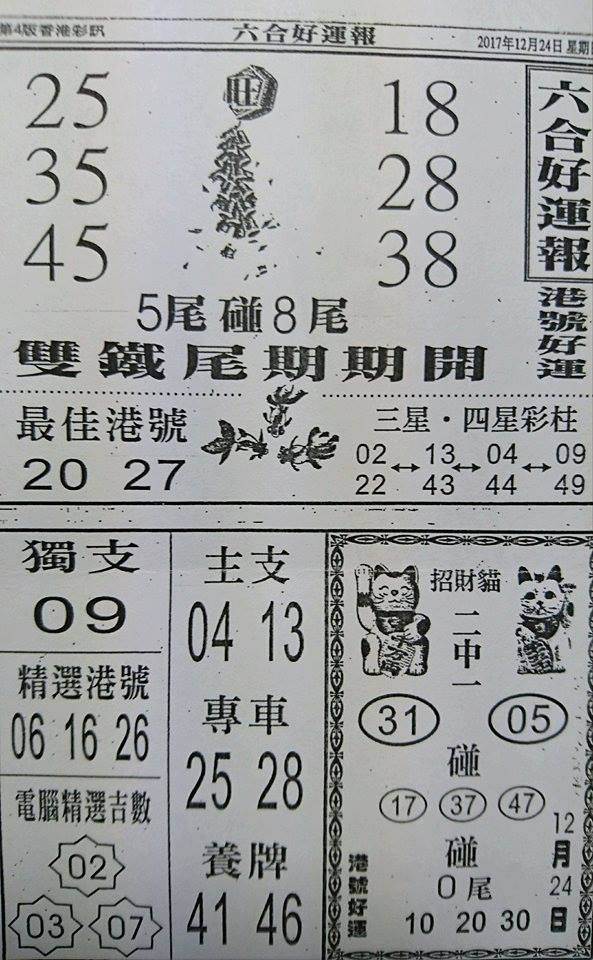 第4版香港彩訊
六合好運報
2017年12月24日 星期
25
35
45
旺
18
28
38
六合好運報
港號好運
5尾碰8尾
雙鐵尾期期開
最佳港號
20 27
三星·四星彩柱
02 ↔ 13 ↔ 04 ↔ 09
22 43 44 49
獨支
09
精選港號
06 16 26
電腦精選吉數
02
03 07
主支
04 13
專車
25 28
養牌
41 46
招財貓
二中一
31 05
碰
17 37 47
碰
0尾
10 20 30
港號好運
12月24日